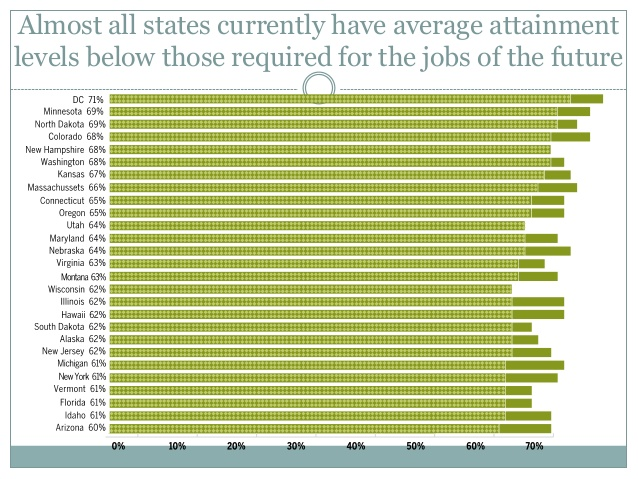 Almost all states currently have average attainment
levels below those required for the jobs of the future
DC 71%
Minnesota 69%
North Dakota 69%
Colorado 68%
New Hampshire 68%
Washington 68%
Kansas 67%
Massachussets 66%
Connecticut 65%
Oregon 65%
Utah 64%
Maryland 64%
Nebraska 64%
Virginia 63%
Montana 63%
Wisconsin 62%
Illinois 62%
Hawaii 62%
South Dakota 62%
Alaska 62%
New Jersey 62%
Michigan 61%
New York 61%
Vermont 61%
Florida 61%
Idaho 61%
Arizona 60%
0% 10% 20% 30% 40% 50% 60% 70%